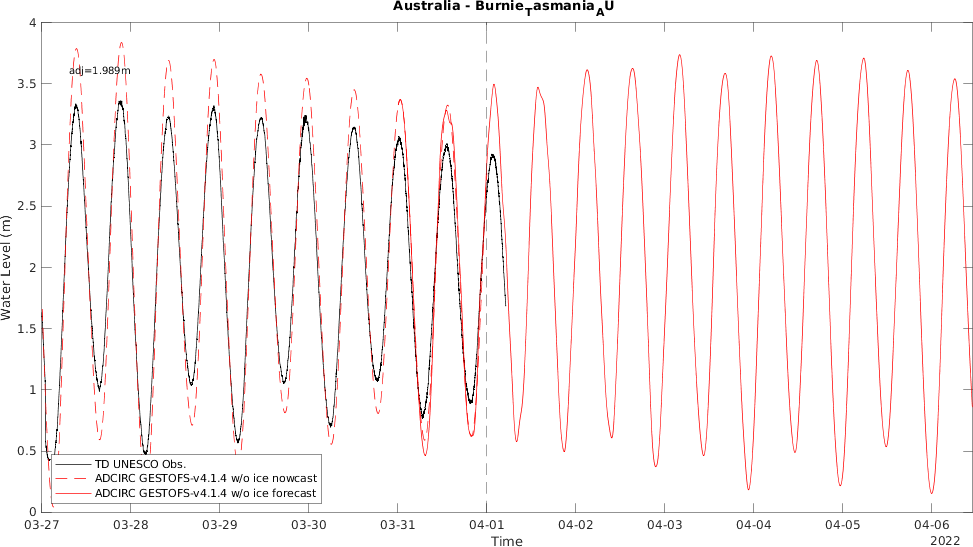 Australia - BurnieTasmaniaAU
adj=1.989m
Water Level (m)
4
3.5
3
2.5
2
1.5
1
0.5
0
TD UNESCO Obs.
ADCIRC GESTOFS-v4.1.4 w/o ice nowcast
ADCIRC GESTOFS-v4.1.4 w/o ice forecast
03-27 03-28 03-29 03-30 03-31 04-01 04-02 04-03 04-04 04-05 04-06
Time
2022